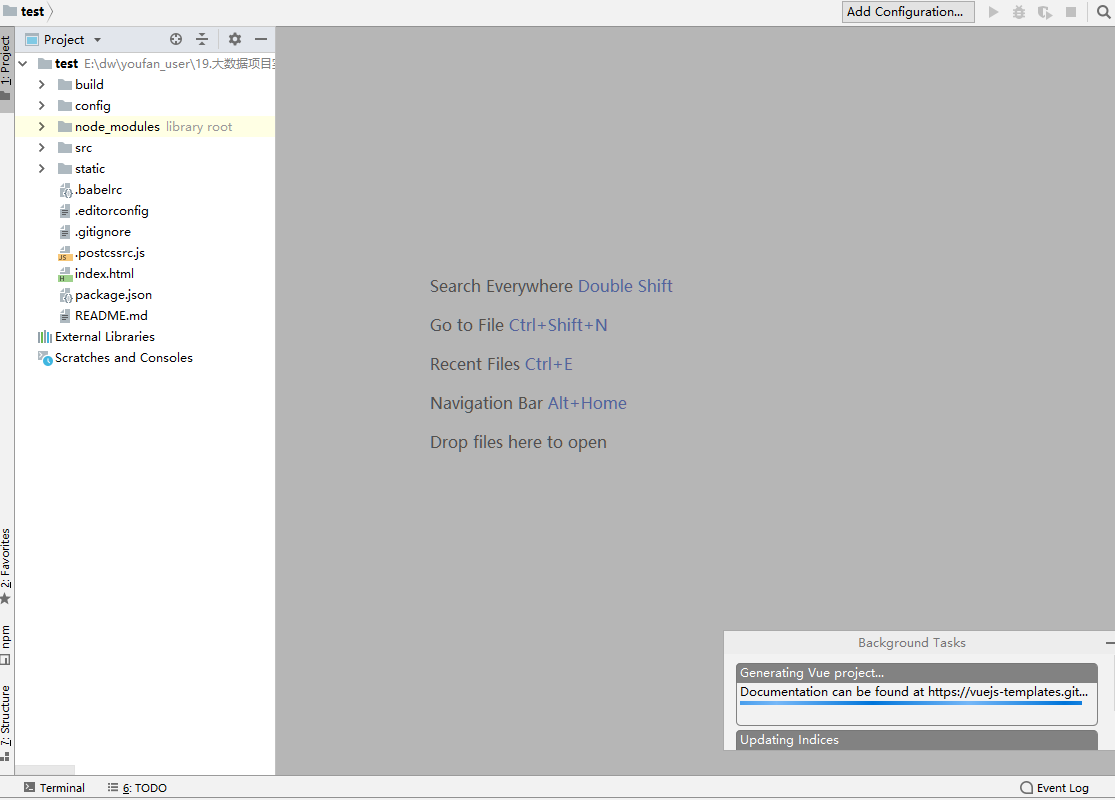 test
Add Configuration...
1: Project
Project
test E:\dw\youfan_user\19.大数据项目
build
config
node_modules library root
src
static
.babelrc
.editorconfig
.gitignore
.postcssrc.js
index.html
package.json
README.md
External Libraries
Scratches and Consoles
Search Everywhere Double Shift
Go to File Ctrl+Shift+N
Recent Files Ctrl+E
Navigation Bar Alt+Home
Drop files here to open
2: Favorites
npm
7: Structure
Background Tasks
Generating Vue project...
Documentation can be found at https://vuejs-templates.git...
Updating Indices
Terminal
6: TODO
Event Log